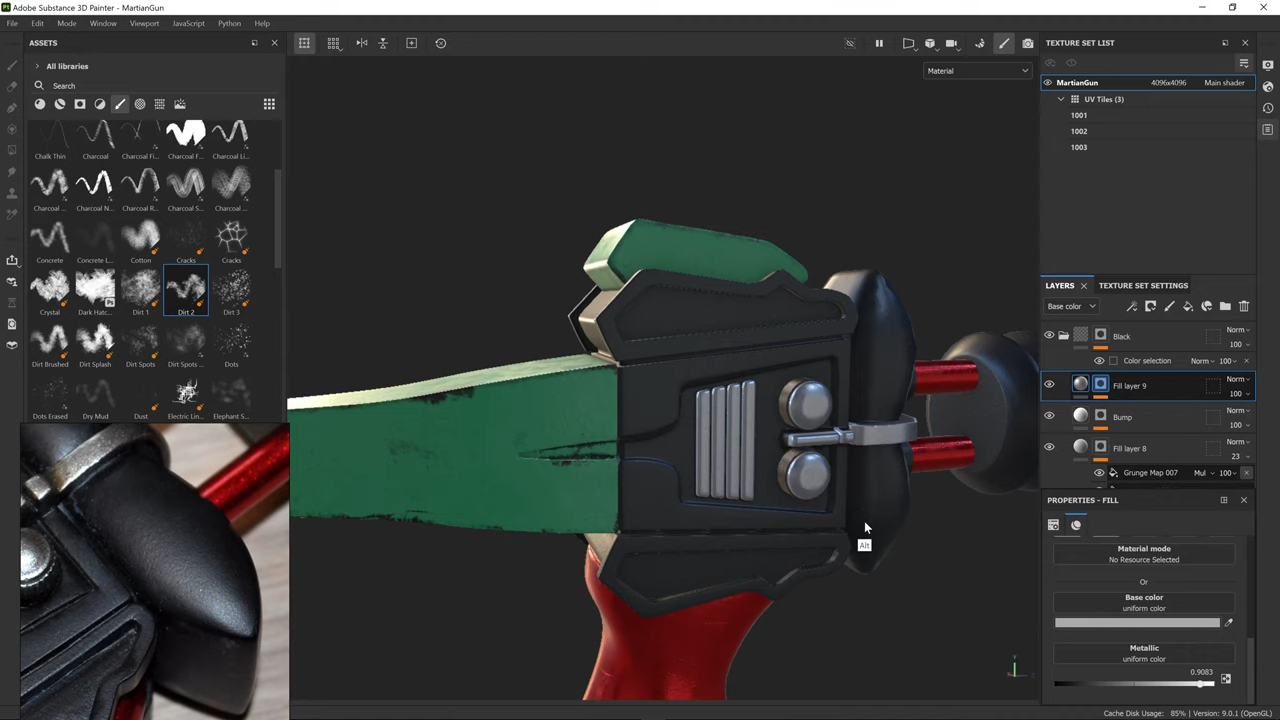 Adobe Substance 3D Painter - MartianGun
File Edit Mode Window Viewport JavaScript Python Help
ASSETS
All libraries
Search
Chalk Thin Charcoal Charcoal Fi... Charcoal F... Charcoal Li...
Charcoal ... Charcoal N... Charcoal R... Charcoal S... Charcoal ...
Concrete Concrete L... Cotton Cracks Cracks
Crystal Dark Hatc... Dirt 1 Dirt 2 Dirt 3
Dirt Brushed Dirt Splash Dirt Spots Dirt Spots ... Dots
Dots Erased Dry Mud Dust Electric Lin... Elephant S...
Material
Alt
Y
TEXTURE SET LIST
MartianGun 4096x4096 Main shader
UV Tiles (3)
1001
1002
1003
LAYERS TEXTURE SET SETTINGS
Base color
Black Norm 100
Color selection Norm 100
Fill layer 9 Norm 100
Bump Norm 100
Fill layer 8 Norm 23
Grunge Map 007 Mul 100
PROPERTIES - FILL
Material mode
No Resource Selected
Or
Base color
uniform color
Metallic
uniform color
0.9083
Cache Disk Usage: 85% | Version: 9.0.1 (OpenGL)